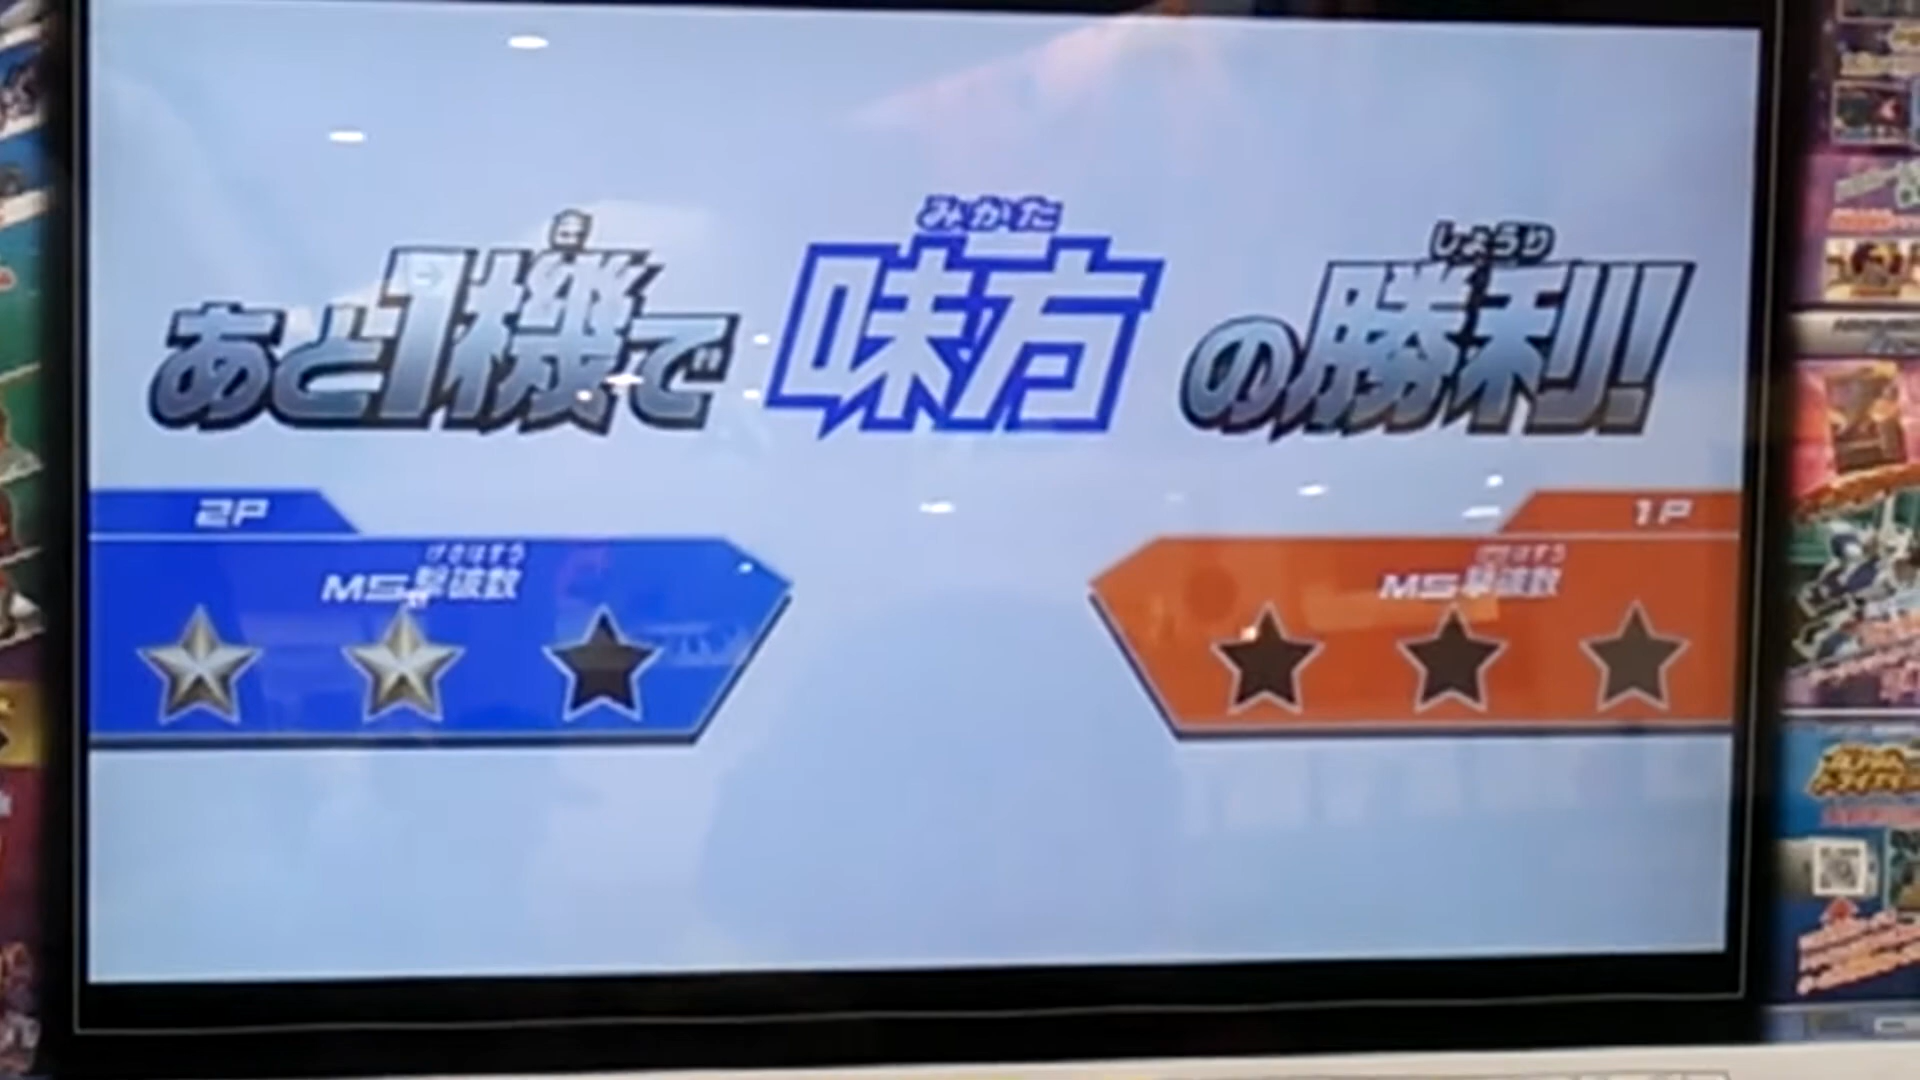 き
みかた
しょうり
あと1機で味方の勝利!
2P
げきはすう
MS撃破数
1P
げきはすう
MS撃破数